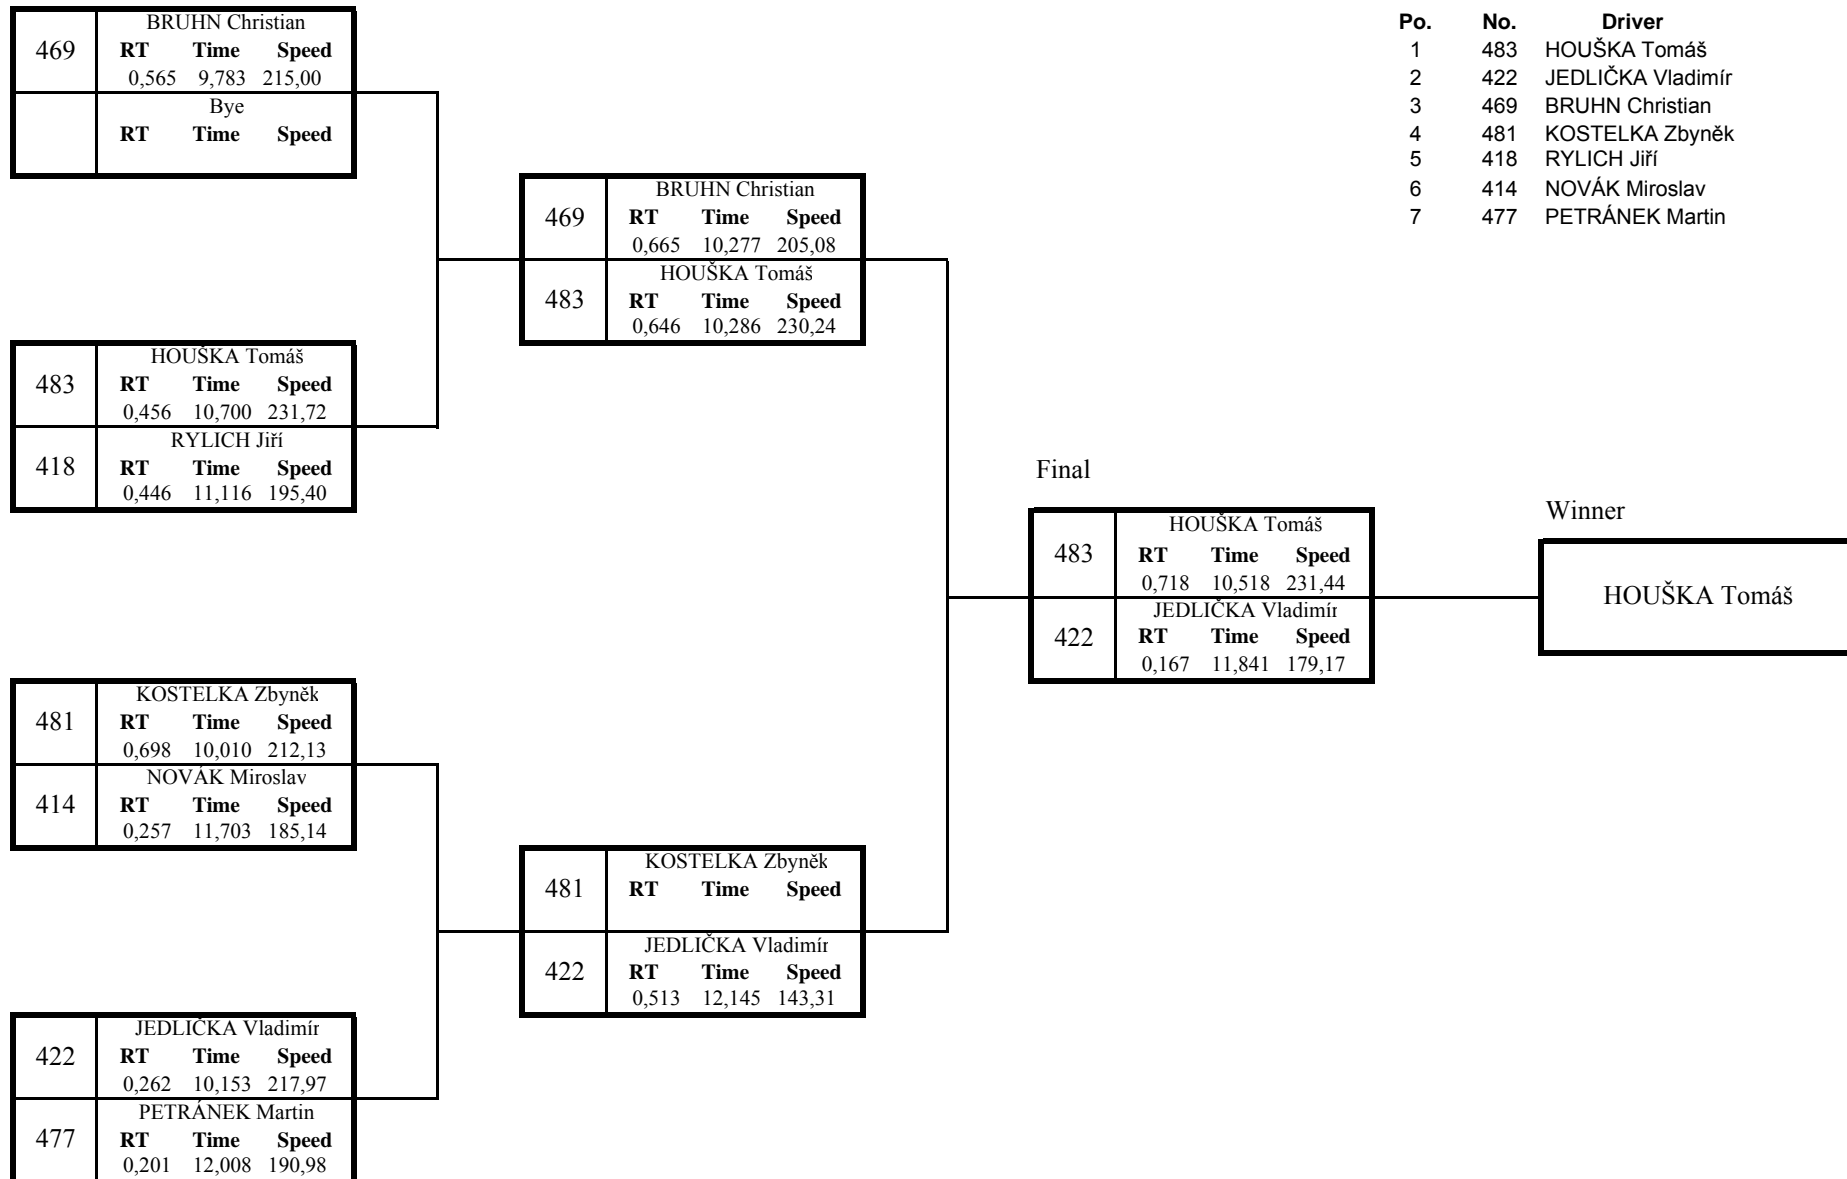 BRUHN Christian
469 RT Time Speed
0,565 9,783 215,00
Bye
RT Time Speed
HOUŠKA Tomáš
483 RT Time Speed
0,456 10,700 231,72
RYLICH Jiří
418 RT Time Speed
0,446 11,116 195,40
KOSTELKA Zbyněk
481 RT Time Speed
0,698 10,010 212,13
NOVÁK Miroslav
414 RT Time Speed
0,257 11,703 185,14
JEDLIČKA Vladimír
422 RT Time Speed
0,262 10,153 217,97
PETRÁNEK Martin
477 RT Time Speed
0,201 12,008 190,98
BRUHN Christian
469 RT Time Speed
0,665 10,277 205,08
HOUŠKA Tomáš
483 RT Time Speed
0,646 10,286 230,24
KOSTELKA Zbyněk
481 RT Time Speed
JEDLIČKA Vladimír
422 RT Time Speed
0,513 12,145 143,31
Final
HOUŠKA Tomáš
483 RT Time Speed
0,718 10,518 231,44
JEDLIČKA Vladimír
422 RT Time Speed
0,167 11,841 179,17
Winner
HOUŠKA Tomáš
Po. No. Driver
1 483 HOUŠKA Tomáš
2 422 JEDLIČKA Vladimír
3 469 BRUHN Christian
4 481 KOSTELKA Zbyněk
5 418 RYLICH Jiří
6 414 NOVÁK Miroslav
7 477 PETRÁNEK Martin